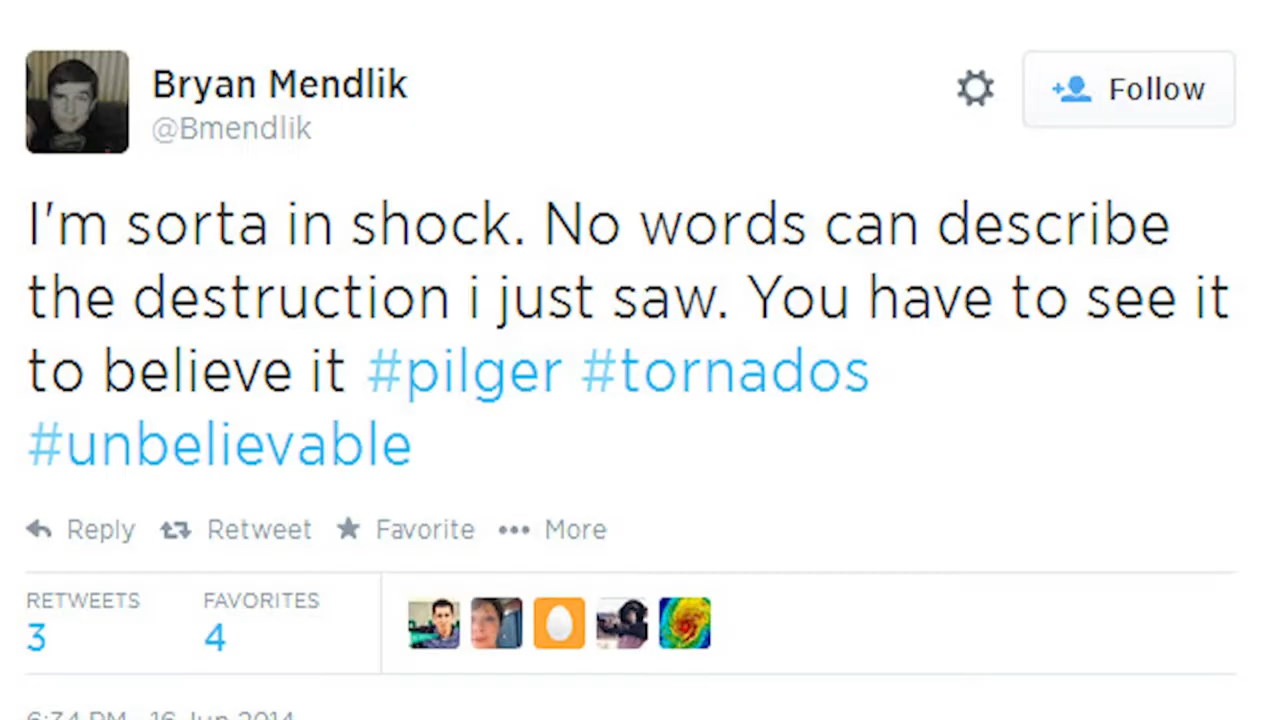 Bryan Mendlik
@Bmendlik
Follow
I'm sorta in shock. No words can describe
the destruction i just saw. You have to see it
to believe it #pilger #tornados
#unbelievable
Reply Retweet Favorite More
RETWEETS FAVORITES
3 4
6:34 PM - 16 Jun 2014